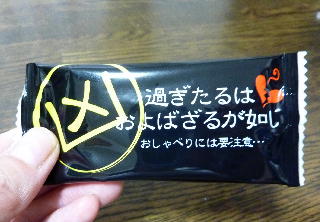 凶
過ぎたるは
およばざるが如し
おしゃべりには要注意…